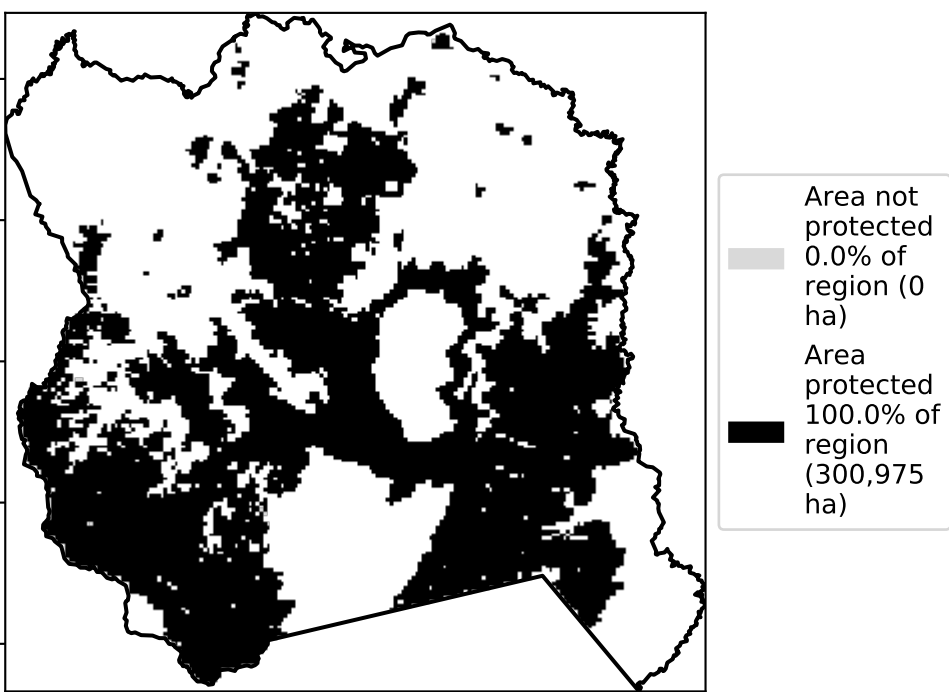 Area not
protected
0.0% of
region (0
ha)
Area
protected
100.0% of
region
(300,975
ha)